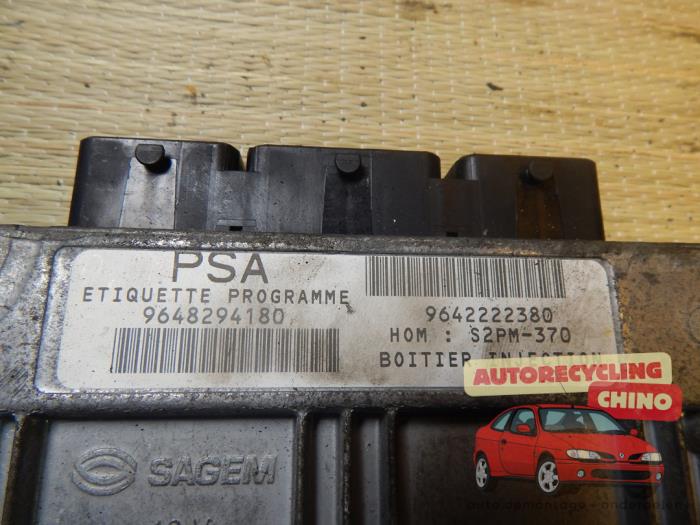 PSA
ETIQUETTE PROGRAMME
9648294180
9642222380
HOM : S2PM-370
BOITIER INJECTION
SAGEM
AUTORECYCLING
CHINO